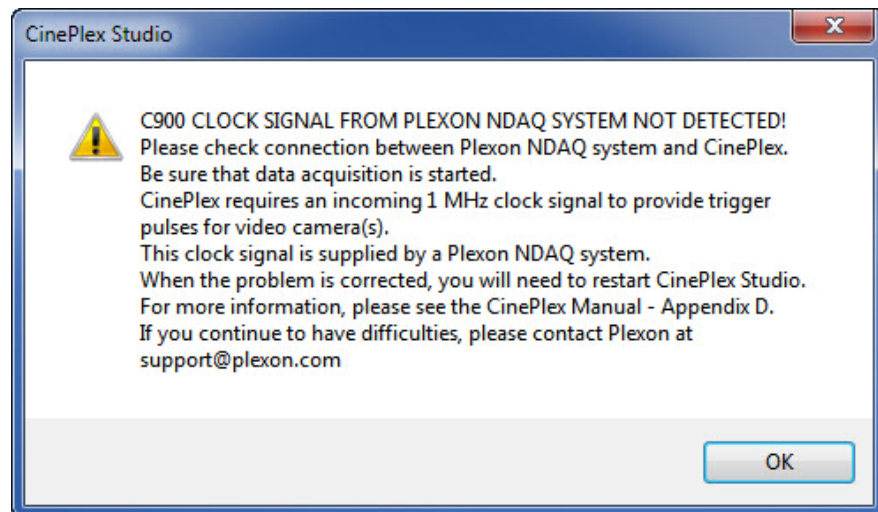 CinePlex Studio
C900 CLOCK SIGNAL FROM PLEXON NDAQ SYSTEM NOT DETECTED!
Please check connection between Plexon NDAQ system and CinePlex.
Be sure that data acquisition is started.
CinePlex requires an incoming 1 MHz clock signal to provide trigger
pulses for video camera(s).
This clock signal is supplied by a Plexon NDAQ system.
When the problem is corrected, you will need to restart CinePlex Studio.
For more information, please see the CinePlex Manual - Appendix D.
If you continue to have difficulties, please contact Plexon at
support@plexon.com
OK